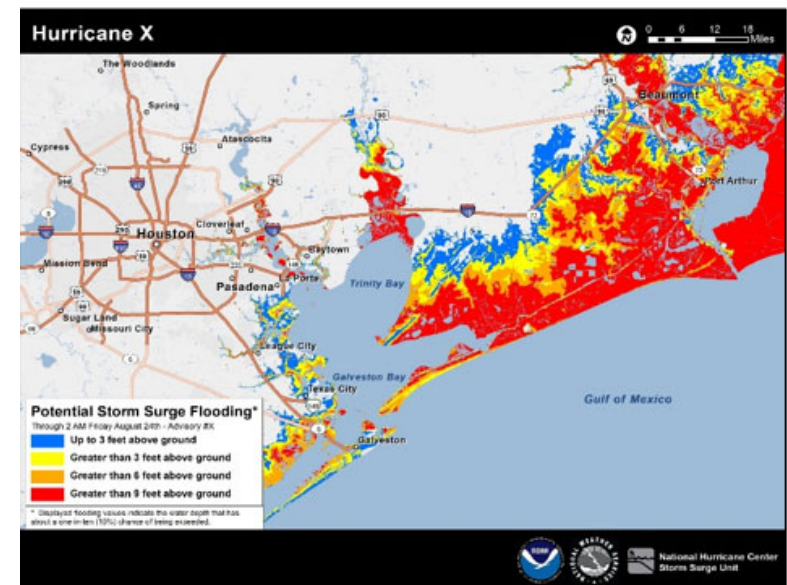 Hurricane X
0 6 12 18
Miles
The Woodlands
Spring
Cypress
Atascocita
Beaumont
Port Arthur
Houston
Cloverleaf
Baytown
Mission Bend
Pasadena
La Porte
Trinity Bay
Sugar Land
Missouri City
League City
Galveston Bay
Texas City
Gulf of Mexico
Galveston
Potential Storm Surge Flooding*
Through 2 AM Friday August 24th - Advisory #X
Up to 3 feet above ground
Greater than 3 feet above ground
Greater than 6 feet above ground
Greater than 9 feet above ground
* Displayed flooding values indicate the water depth that has
about a one-in-ten (10%) chance of being exceeded.
NOAA
National Hurricane Center
Storm Surge Unit